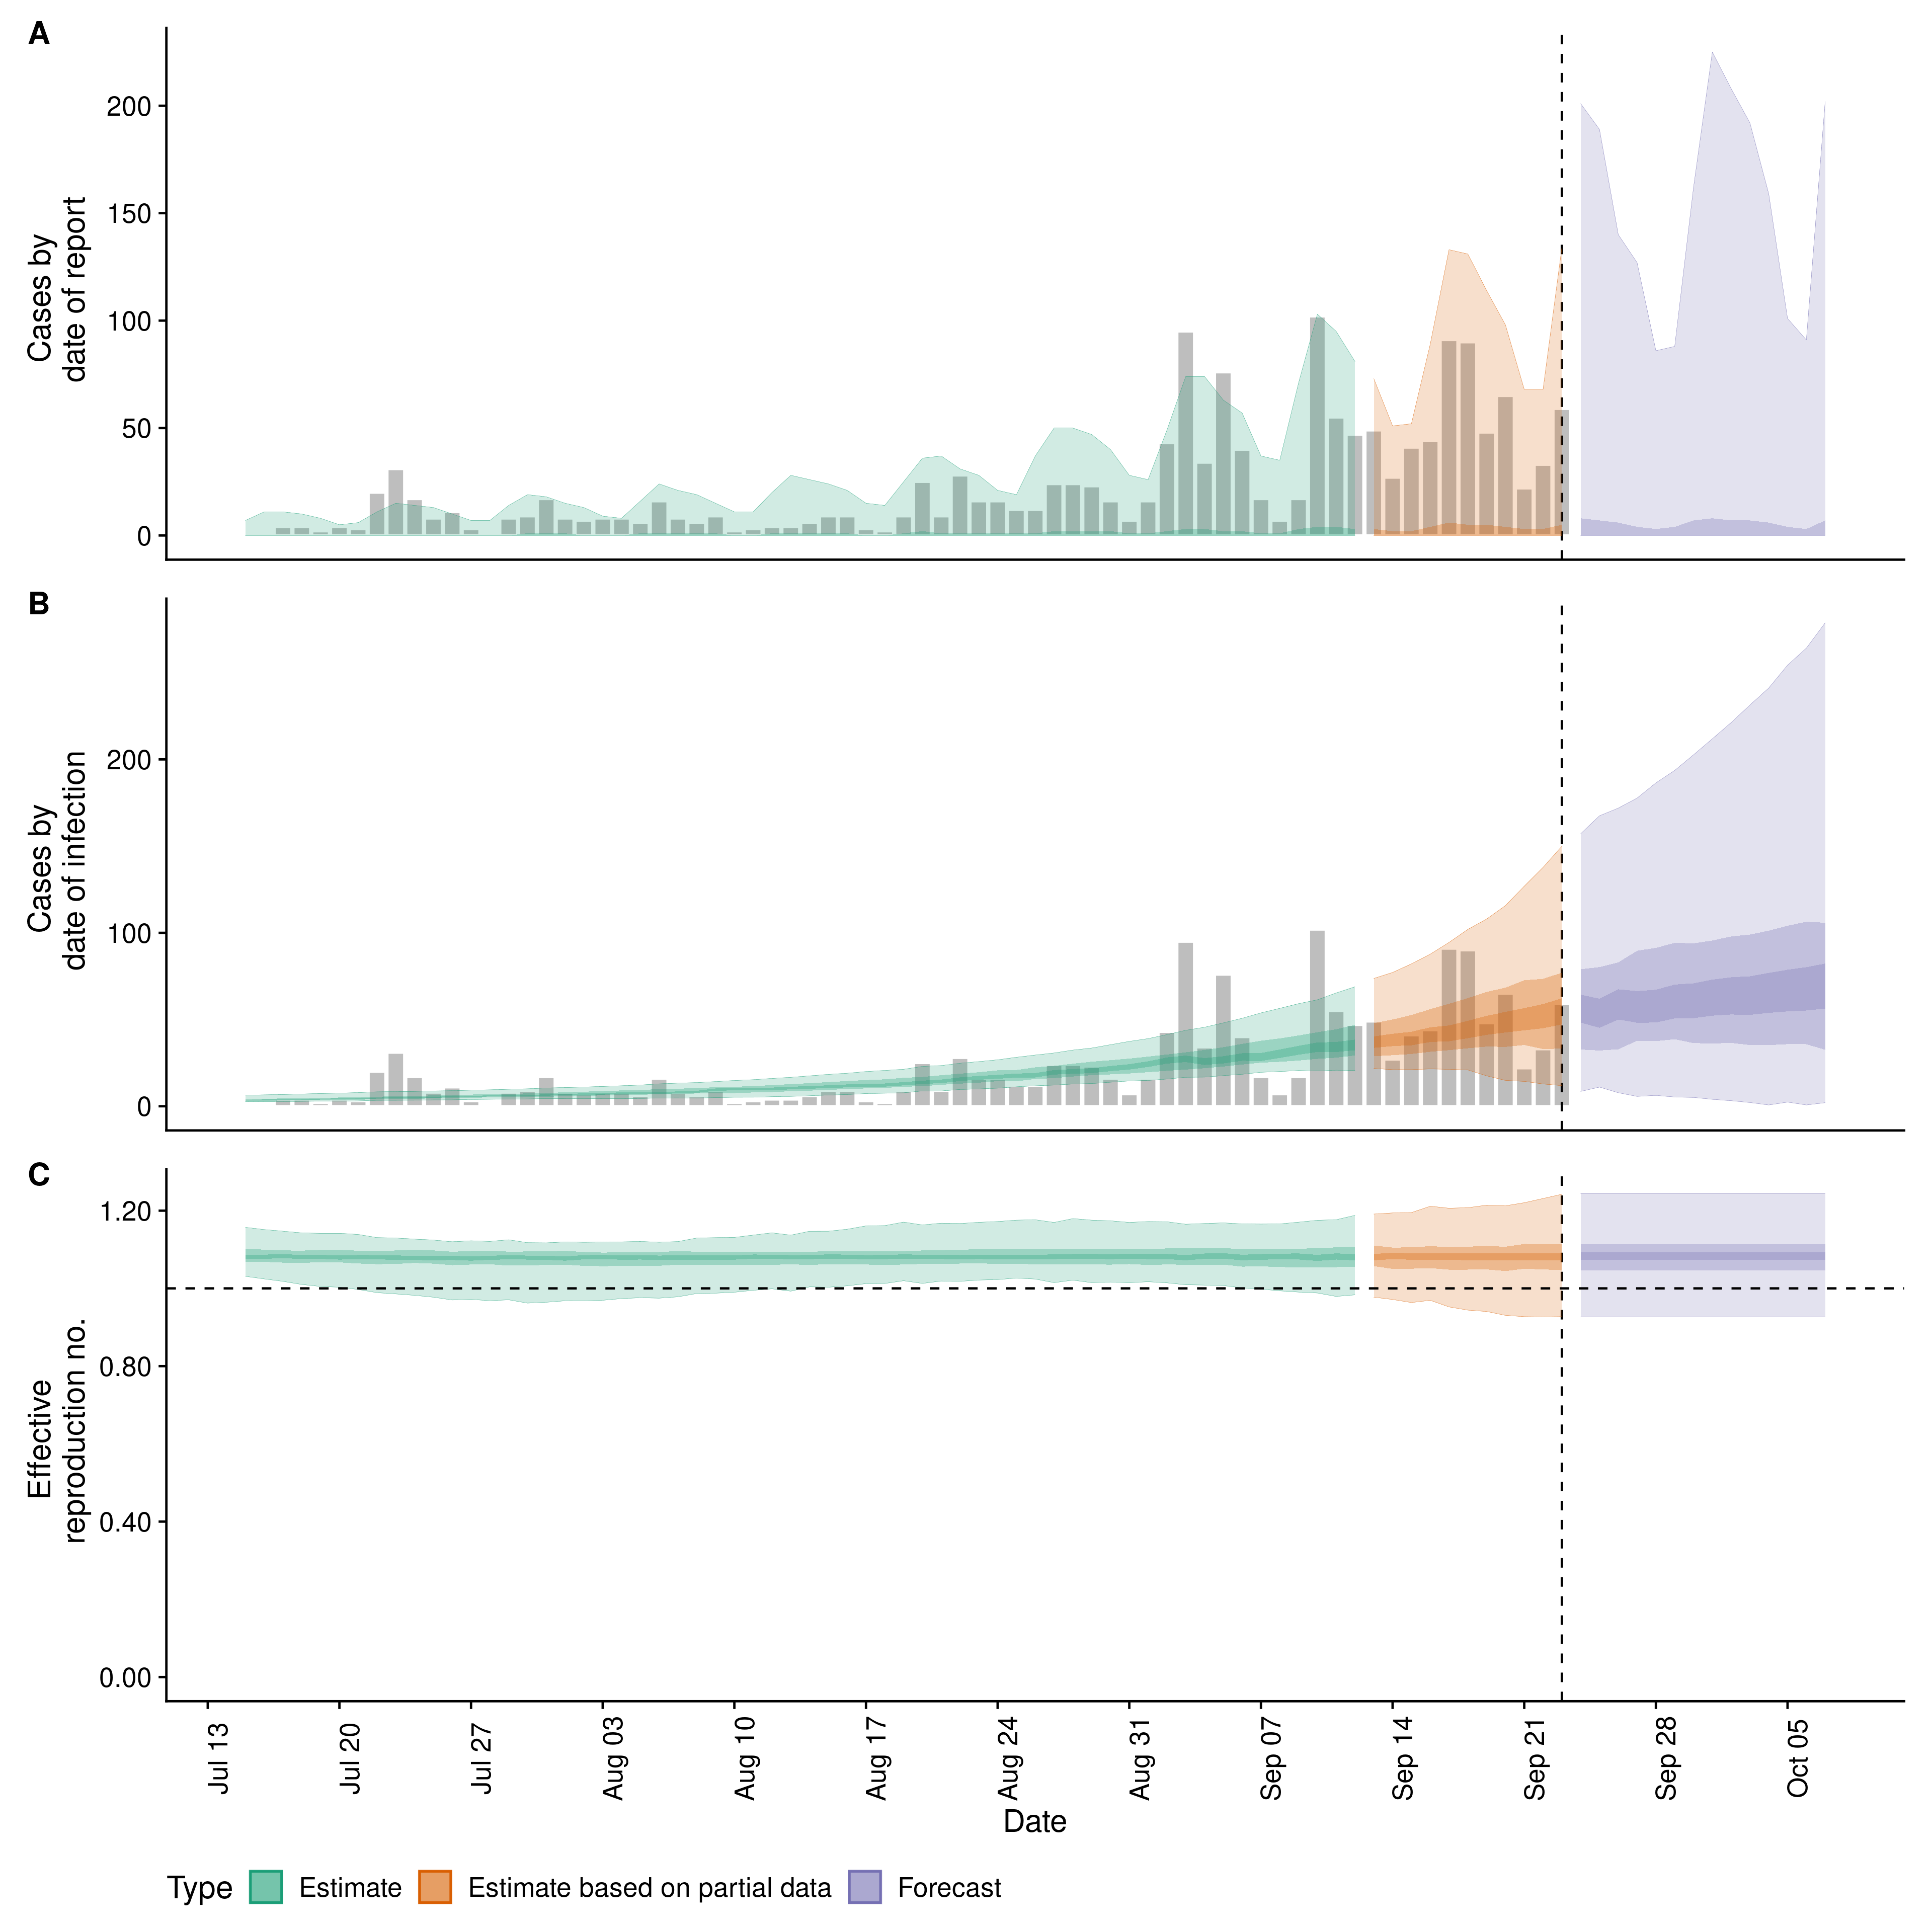 A
Cases by
date of report
200
150
100
50
0
B
Cases by
date of infection
200
100
0
C
Effective
reproduction no.
1.20
0.80
0.40
0.00
Jul 13
Jul 20
Jul 27
Aug 03
Aug 10
Aug 17
Aug 24
Aug 31
Sep 07
Sep 14
Sep 21
Sep 28
Oct 05
Date
Type Estimate Estimate based on partial data Forecast